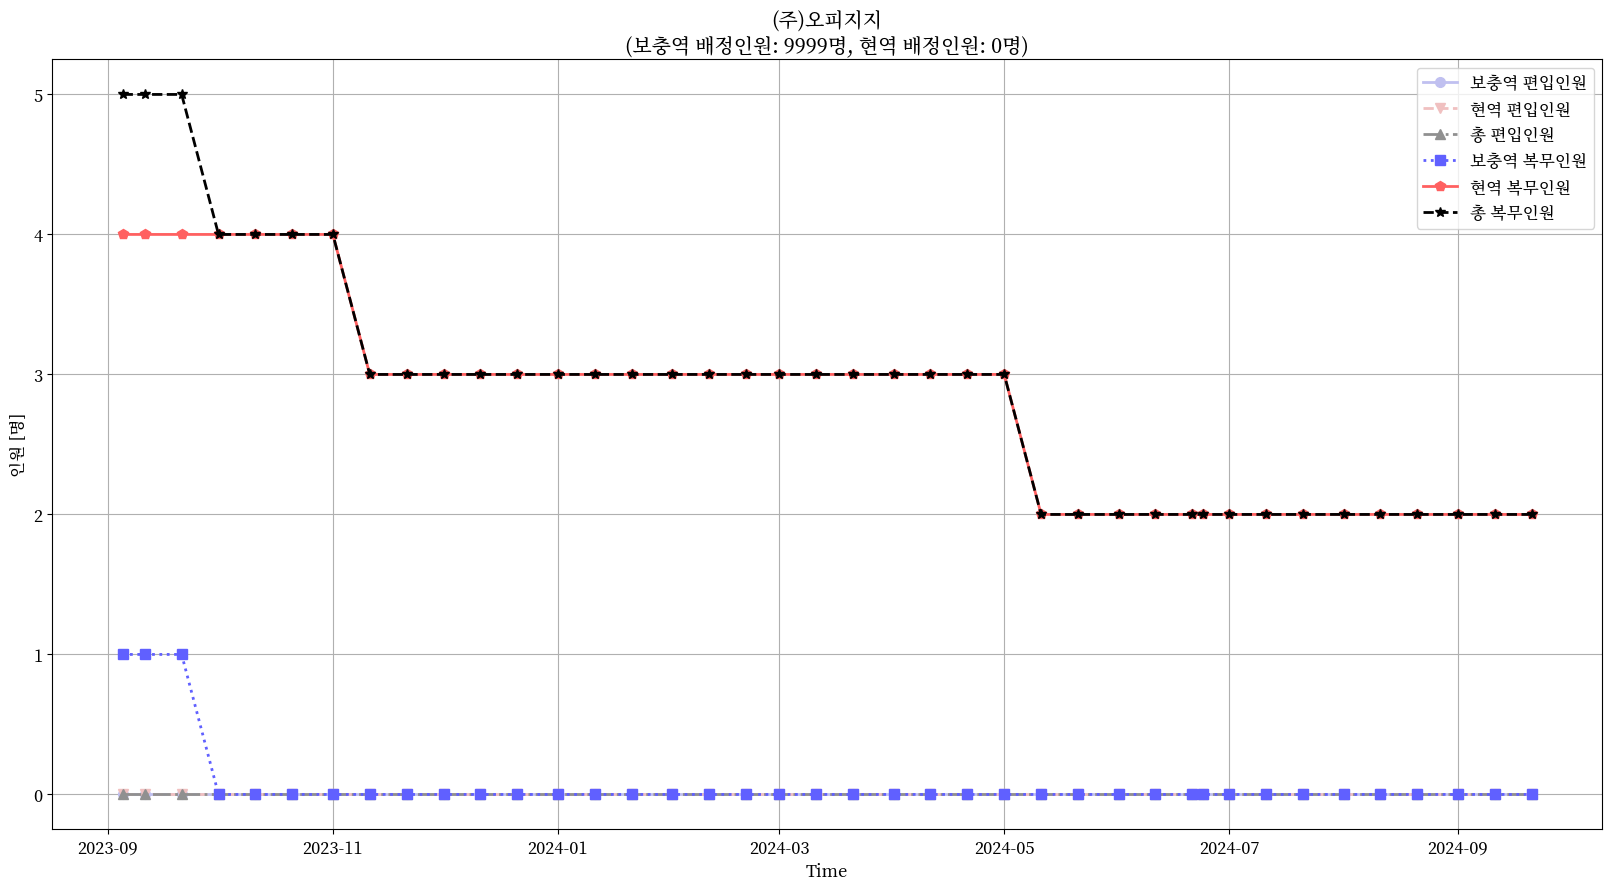 (주)오피지지
(보충역 배정인원: 9999명, 현역 배정인원: 0명)
보충역 편입인원
현역 편입인원
총 편입인원
보충역 복무인원
현역 복무인원
총 복무인원
인원 [명]
5
4
3
2
1
0
2023-09
2023-11
2024-01
2024-03
2024-05
2024-07
2024-09
Time